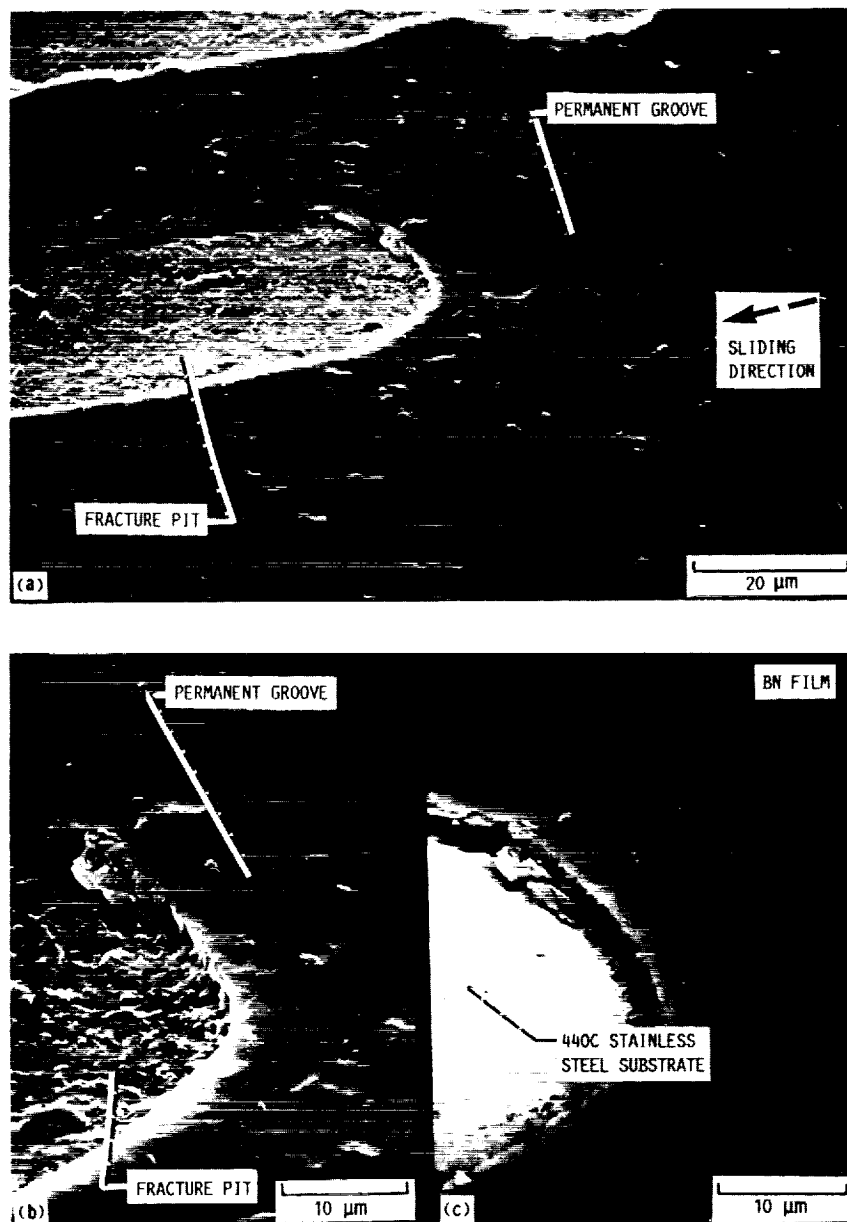 PERMANENT GROOVE
SLIDING
DIRECTION
FRACTURE PIT
(a)
20 µm
PERMANENT GROOVE
BN FILM
440C STAINLESS
STEEL SUBSTRATE
FRACTURE PIT
(b)
10 µm
(c)
10 µm